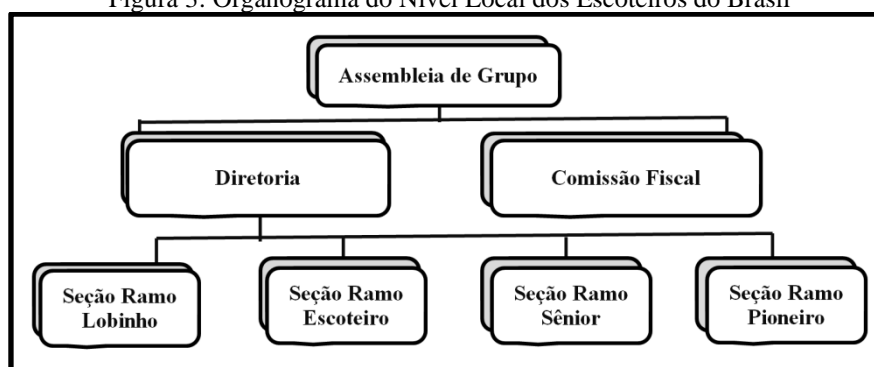 Figura 3: Organograma do Nível Local dos Escoteiros do Brasil
Assembleia de Grupo
Diretoria
Comissão Fiscal
Seção Ramo
Lobinho
Seção Ramo
Escoteiro
Seção Ramo
Sênior
Seção Ramo
Pioneiro